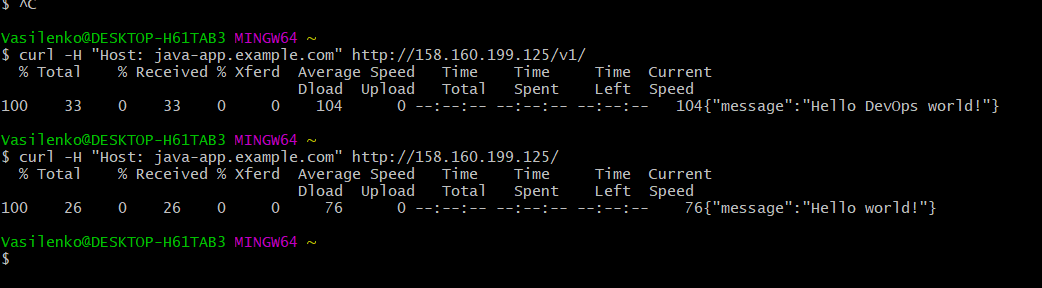 $ ^C
Vasilenko@DESKTOP-H61TAB3 MINGW64 ~
$ curl -H "Host: java-app.example.com" http://158.160.199.125/v1/
  % Total    % Received % Xferd  Average Speed   Time    Time     Time  Current
                                 Dload  Upload   Total   Spent    Left  Speed
100    33    0    33    0     0    104      0 --:--:-- --:--:-- --:--:--   104{"message":"Hello DevOps world!"}
Vasilenko@DESKTOP-H61TAB3 MINGW64 ~
$ curl -H "Host: java-app.example.com" http://158.160.199.125/
  % Total    % Received % Xferd  Average Speed   Time    Time     Time  Current
                                 Dload  Upload   Total   Spent    Left  Speed
100    26    0    26    0     0     76      0 --:--:-- --:--:-- --:--:--    76{"message":"Hello world!"}
Vasilenko@DESKTOP-H61TAB3 MINGW64 ~
$